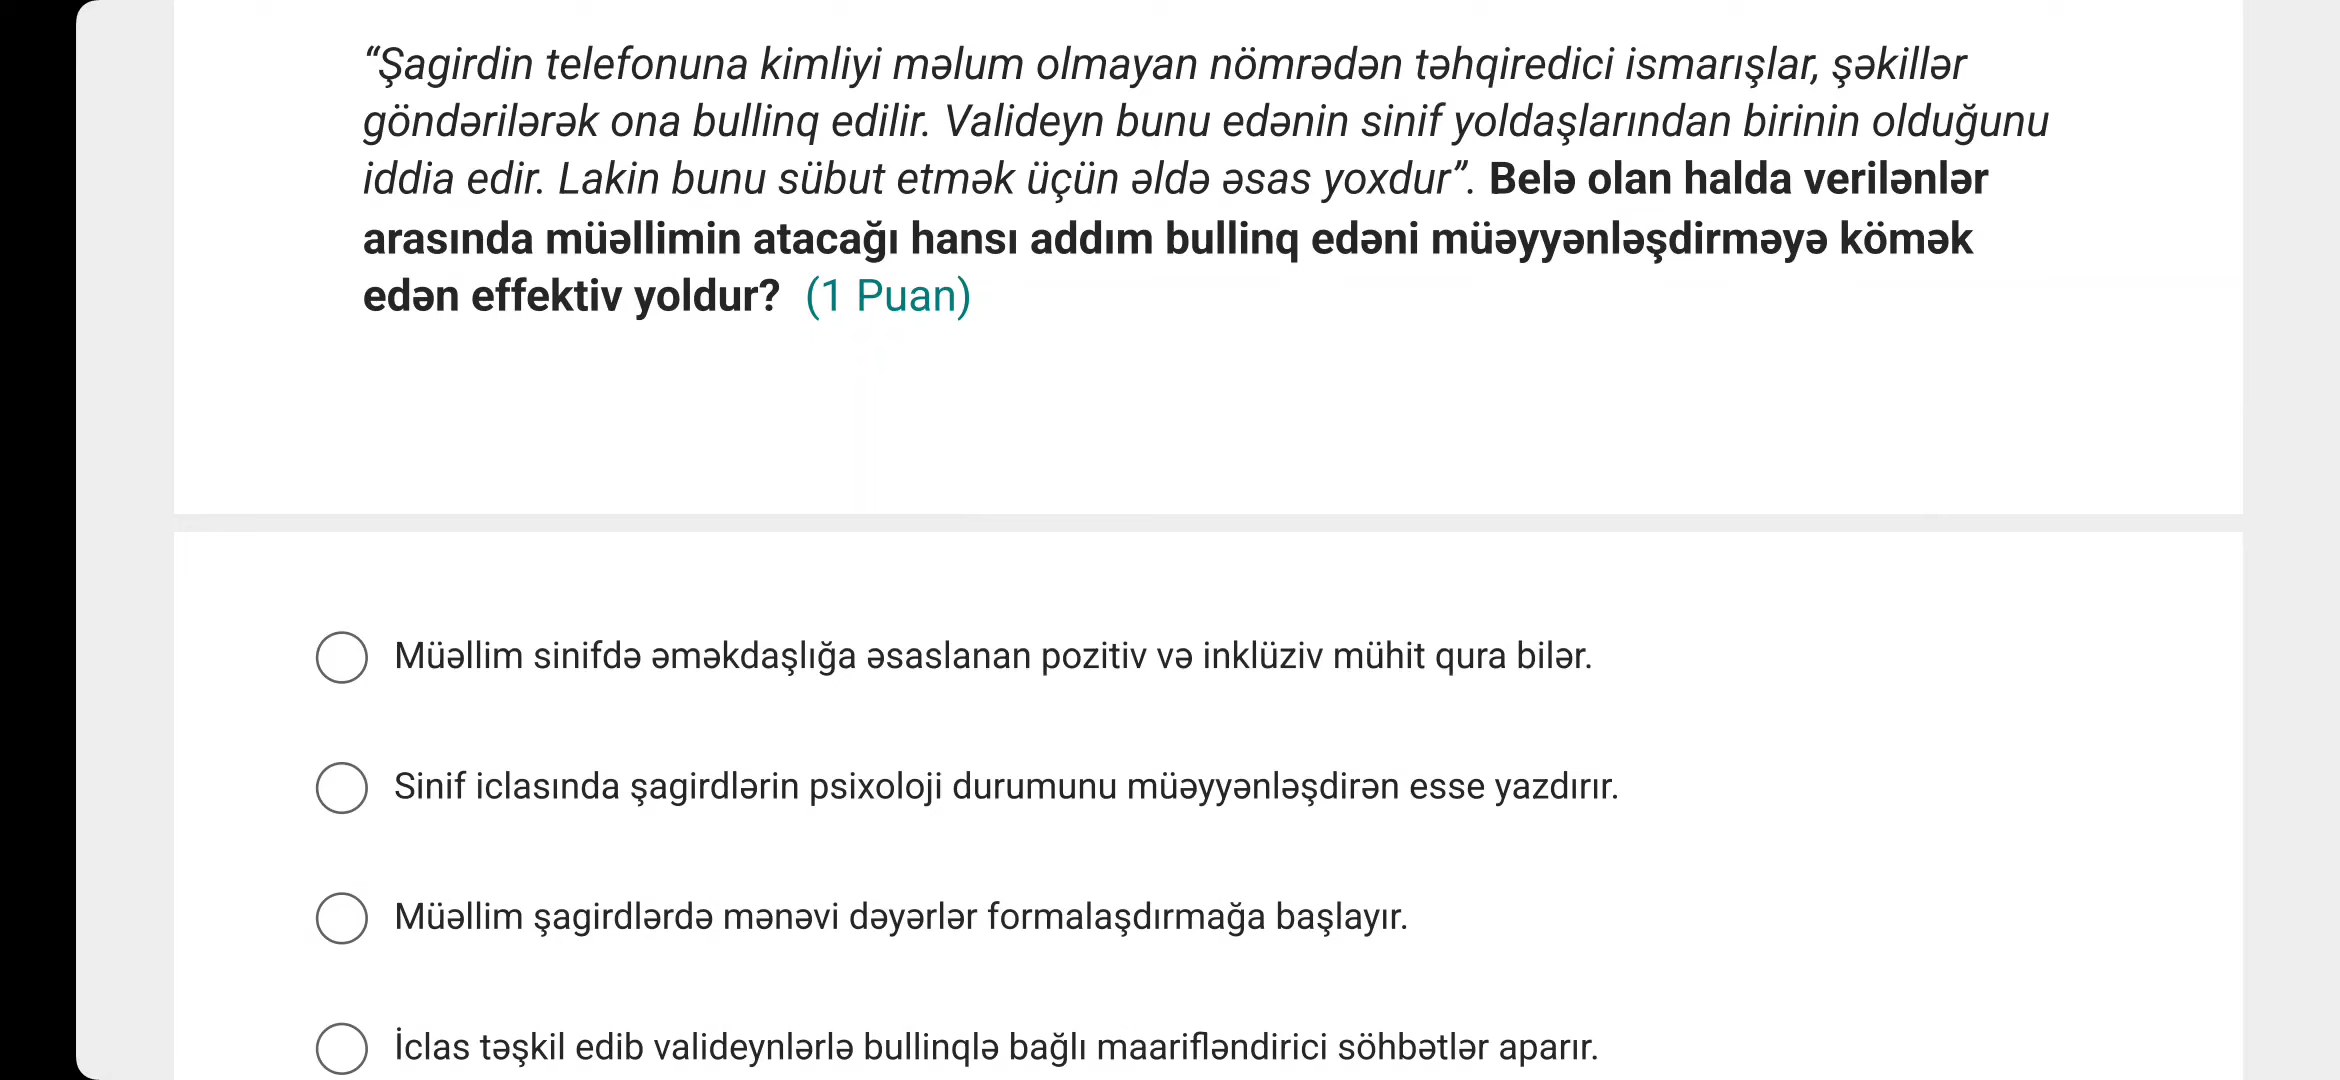 “Şagirdin telefonuna kimliyi məlum olmayan nömrədən təhqiredici ismarışlar, şəkillər
göndərilərək ona bullinq edilir. Valideyn bunu edənin sinif yoldaşlarından birinin olduğunu
iddia edir. Lakin bunu sübut etmək üçün əldə əsas yoxdur”. Belə olan halda verilənlər
arasında müəllimin atacağı hansı addım bullinq edəni müəyyənləşdirməyə kömək
edən effektiv yoldur? (1 Puan)
Müəllim sinifdə əməkdaşlığa əsaslanan pozitiv və inklüziv mühit qura bilər.
Sinif iclasında şagirdlərin psixoloji durumunu müəyyənləşdirən esse yazdırır.
Müəllim şagirdlərdə mənəvi dəyərlər formalaşdırmağa başlayır.
İclas təşkil edib valideynlərlə bullinqlə bağlı maarifləndirici söhbətlər aparır.